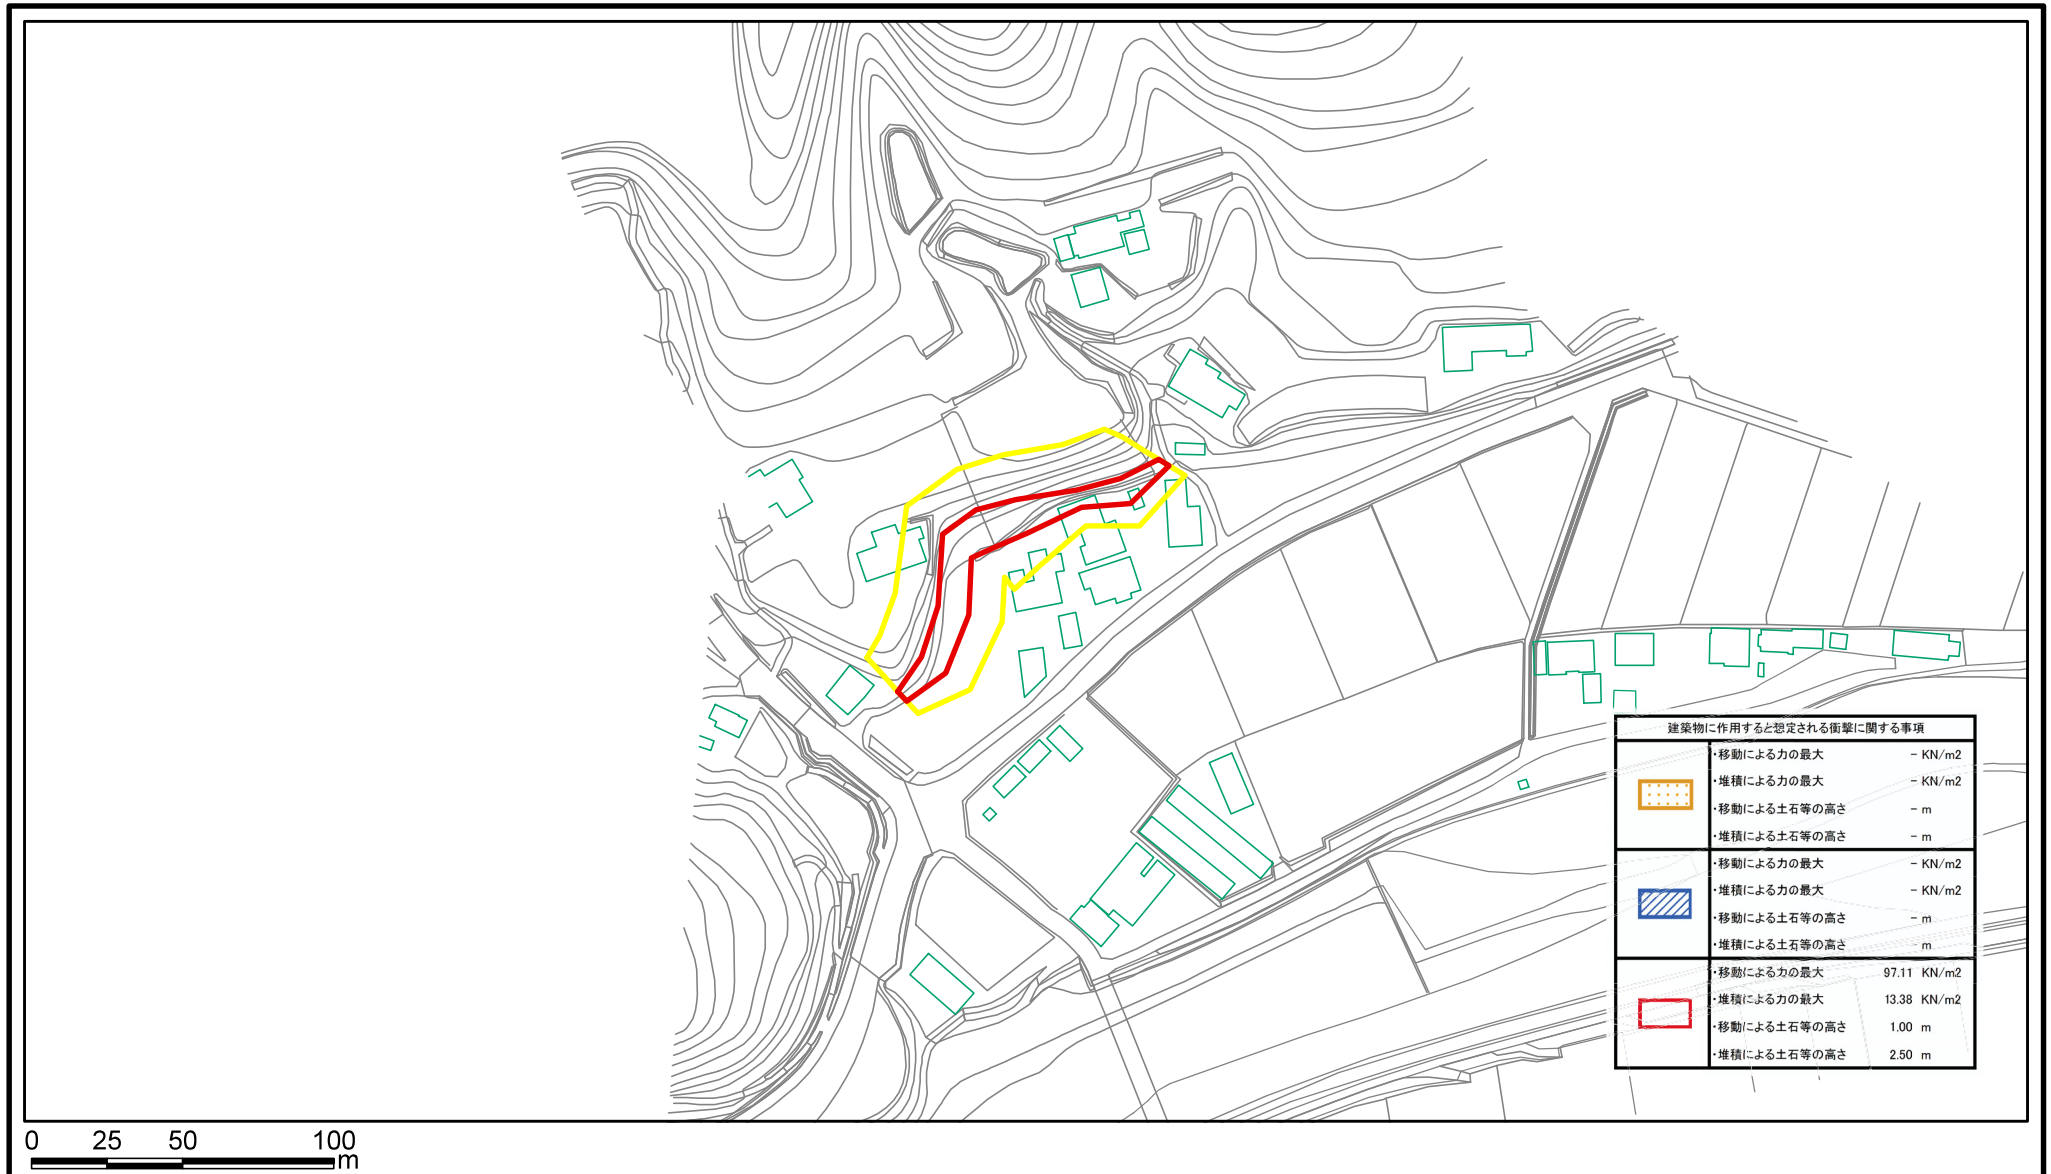 建築物に作用すると想定される衝撃に関する事項
・移動による力の最大 - KN/m2
・堆積による力の最大 - KN/m2
・移動による土石等の高さ - m
・堆積による土石等の高さ - m
・移動による力の最大 - KN/m2
・堆積による力の最大 - KN/m2
・移動による土石等の高さ - m
・堆積による土石等の高さ - m
・移動による力の最大 97.11 KN/m2
・堆積による力の最大 13.38 KN/m2
・移動による土石等の高さ 1.00 m
・堆積による土石等の高さ 2.50 m
0 25 50 100
m